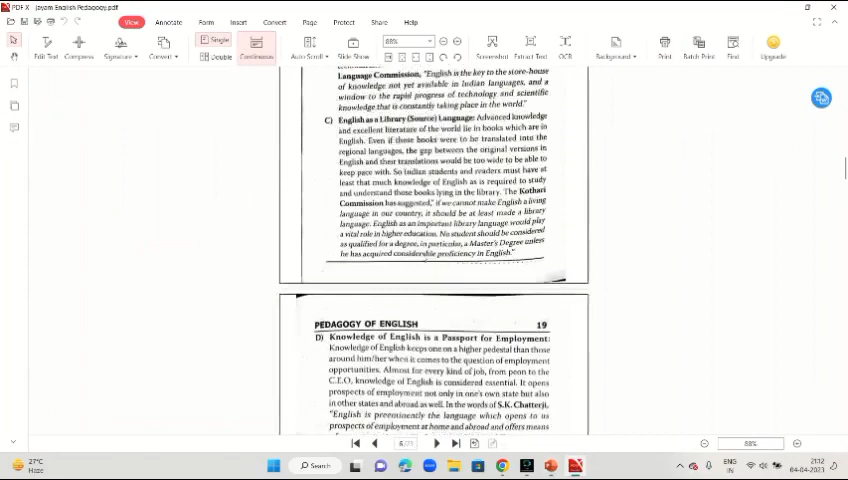 PDF X - Jayam English Pedagogy.pdf
View Annotate Form Insert Convert Page Protect Share Help
Edit Text Compress Signature Convert Single Double Continuous Auto Scroll Slide Show 88% Screenshot Extract Text OCR Background Print Batch Print Find Upgrade
Language Commission, "English is the key to the store-house
of knowledge not yet available in Indian languages, and a
window to the rapid progress of technology and scientific
knowledge that is constantly taking place in the world."
C) English as a Library (Source) Language: Advanced knowledge
and excellent literature of the world lie in books which are in
English. Even if these books were to be translated into the
regional languages, the gap between the original versions in
English and their translations would be too wide to be able to
keep pace with. So Indian students and readers must have at
least that much knowledge of English as is required to study
and understand these books lying in the library. The Kothari
Commission has suggested," if we cannot make English a living
language in our country, it should be at least made a library
language. English as an important library language would play
a vital role in higher education. No student should be considered
as qualified for a degree, in particular, a Master's Degree unless
he has acquired considerable proficiency in English."
PEDAGOGY OF ENGLISH 19
D) Knowledge of English is a Passport for Employment:
Knowledge of English keeps one on a higher pedestal than those
around him/her when it comes to the question of employment
opportunities. Almost for every kind of job, from peon to the
C.E.O, knowledge of English is considered essential. It opens
prospects of employment not only in one's own state but also
in other states and abroad as well. In the words of S.K. Chatterji,
"English is preeminently the language which opens to us
prospects of employment at home and abroad and offers means
88%
27°C
Haze
Search
ENG
IN
21:12
04-04-2023